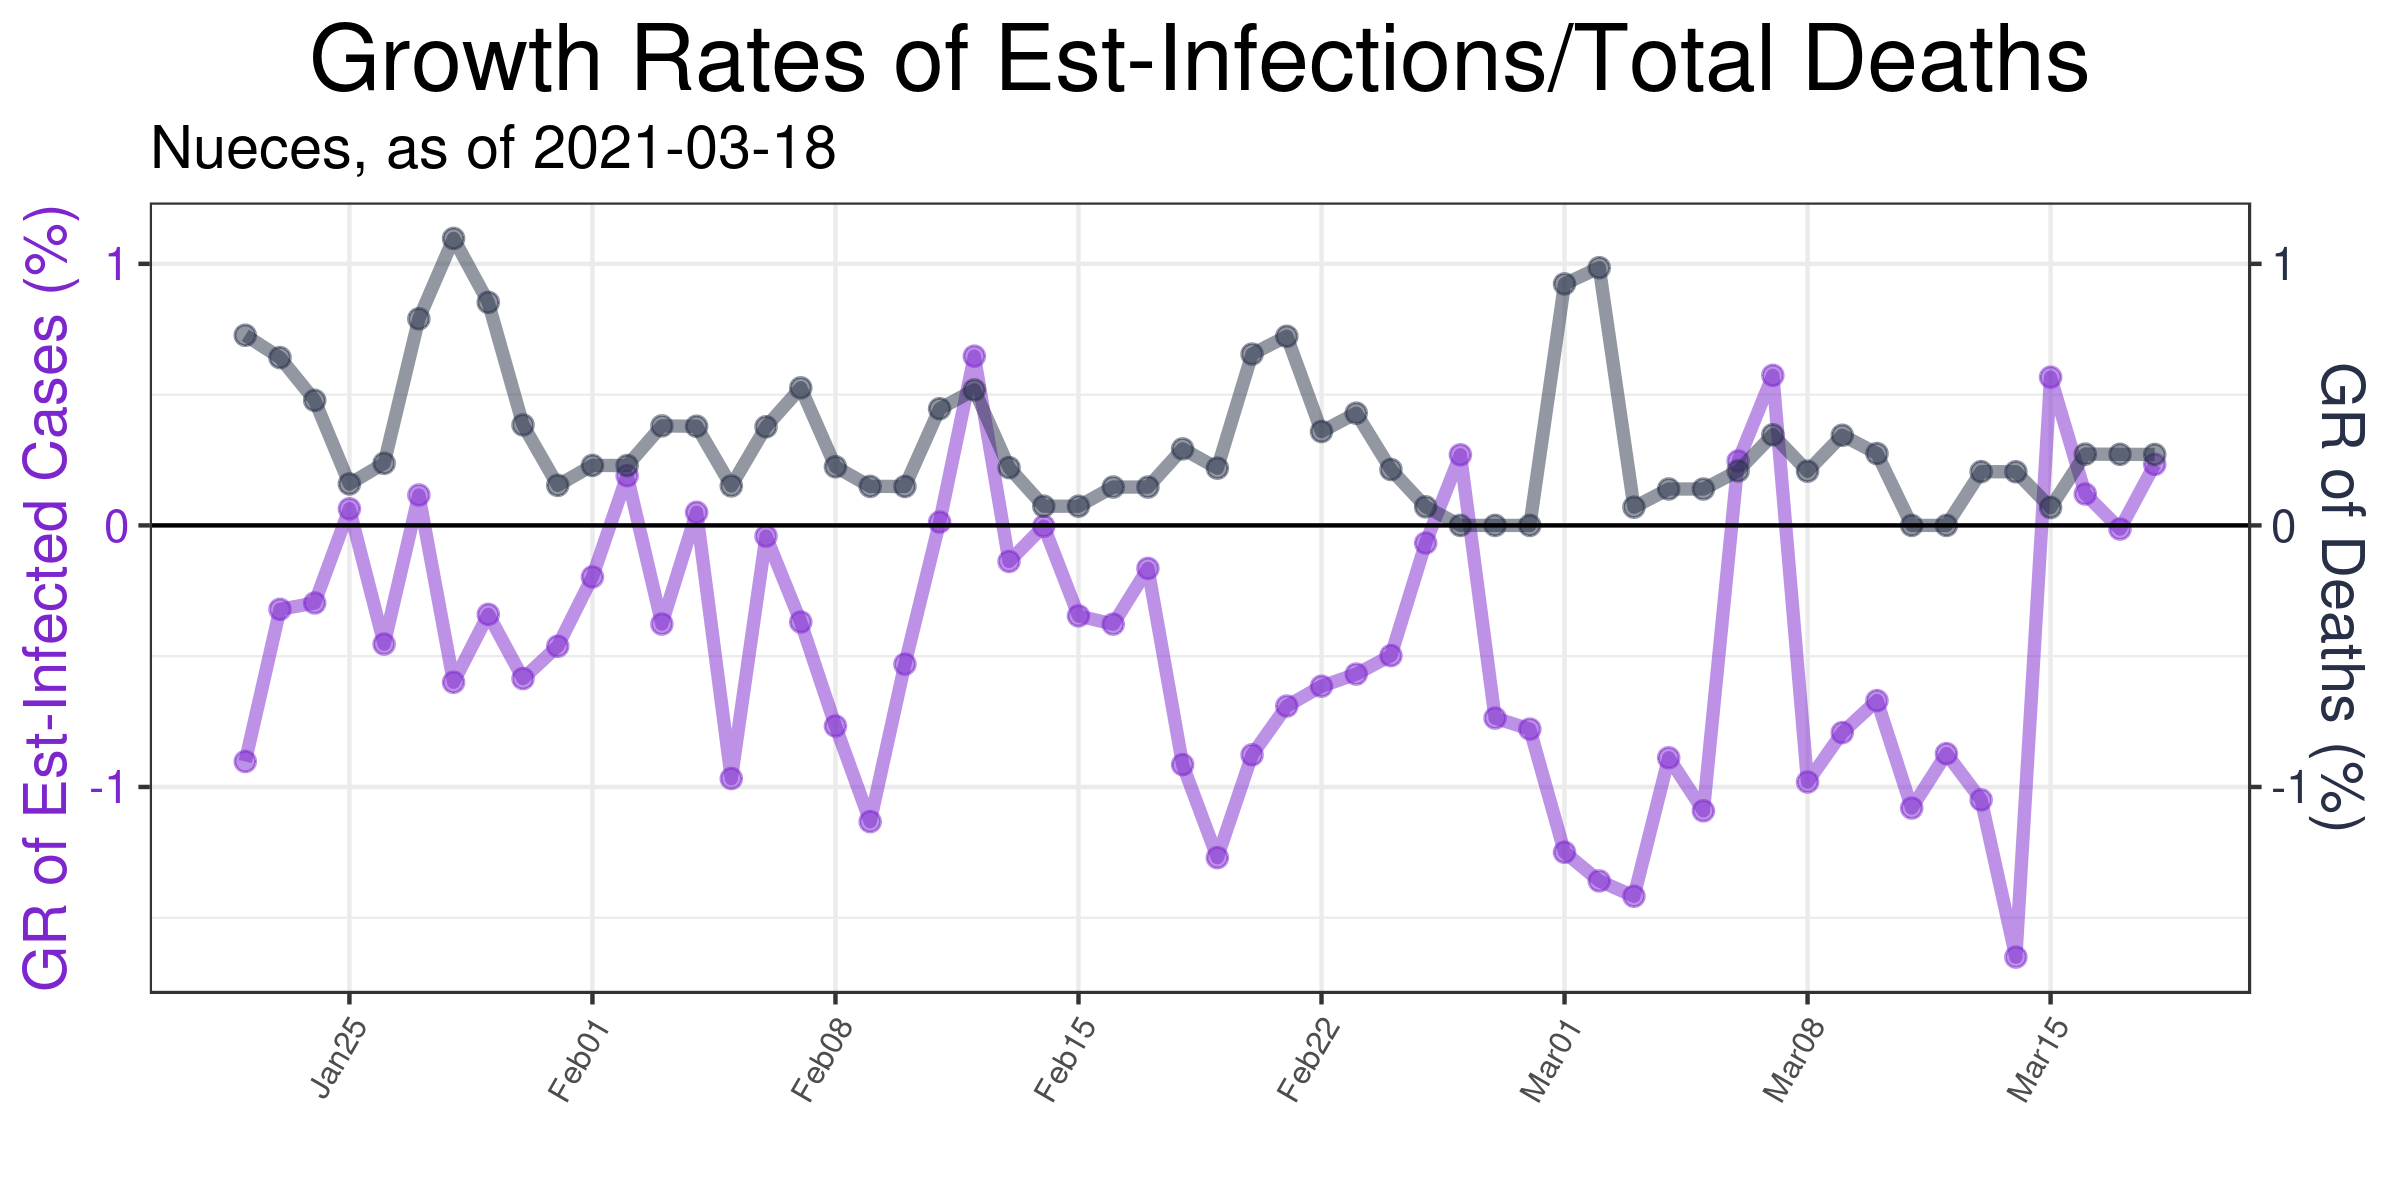 Growth Rates of Est-Infections/Total Deaths
Nueces, as of 2021-03-18
GR of Est-Infected Cases (%)
1
0
-1
1
0
-1
GR of Deaths (%)
Jan25
Feb01
Feb08
Feb15
Feb22
Mar01
Mar08
Mar15